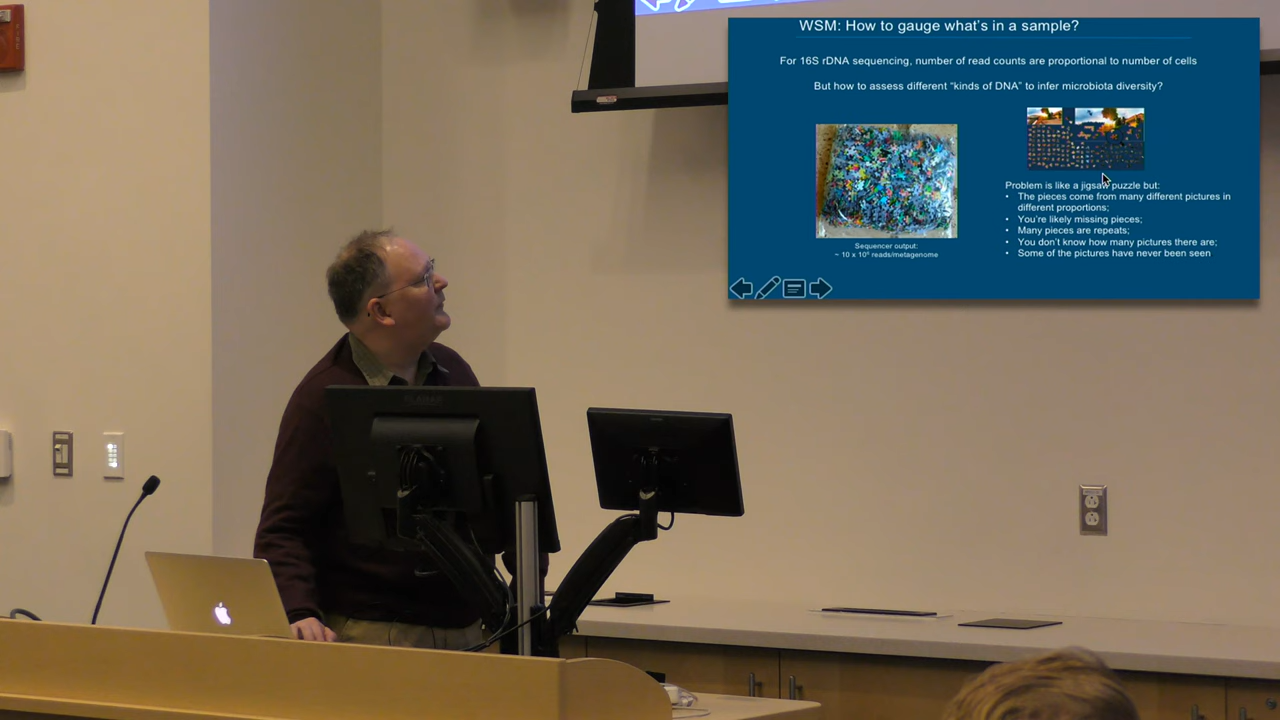 WSM: How to gauge what's in a sample?
For 16S rDNA sequencing, number of read counts are proportional to number of cells
But how to assess different “kinds of DNA” to infer microbiota diversity?
Problem is like a jigsaw puzzle but:
• The pieces come from many different pictures in
different proportions;
• You’re likely missing pieces;
• Many pieces are repeats;
• You don’t know how many pictures there are;
• Some of the pictures have never been seen
Sequencer output: